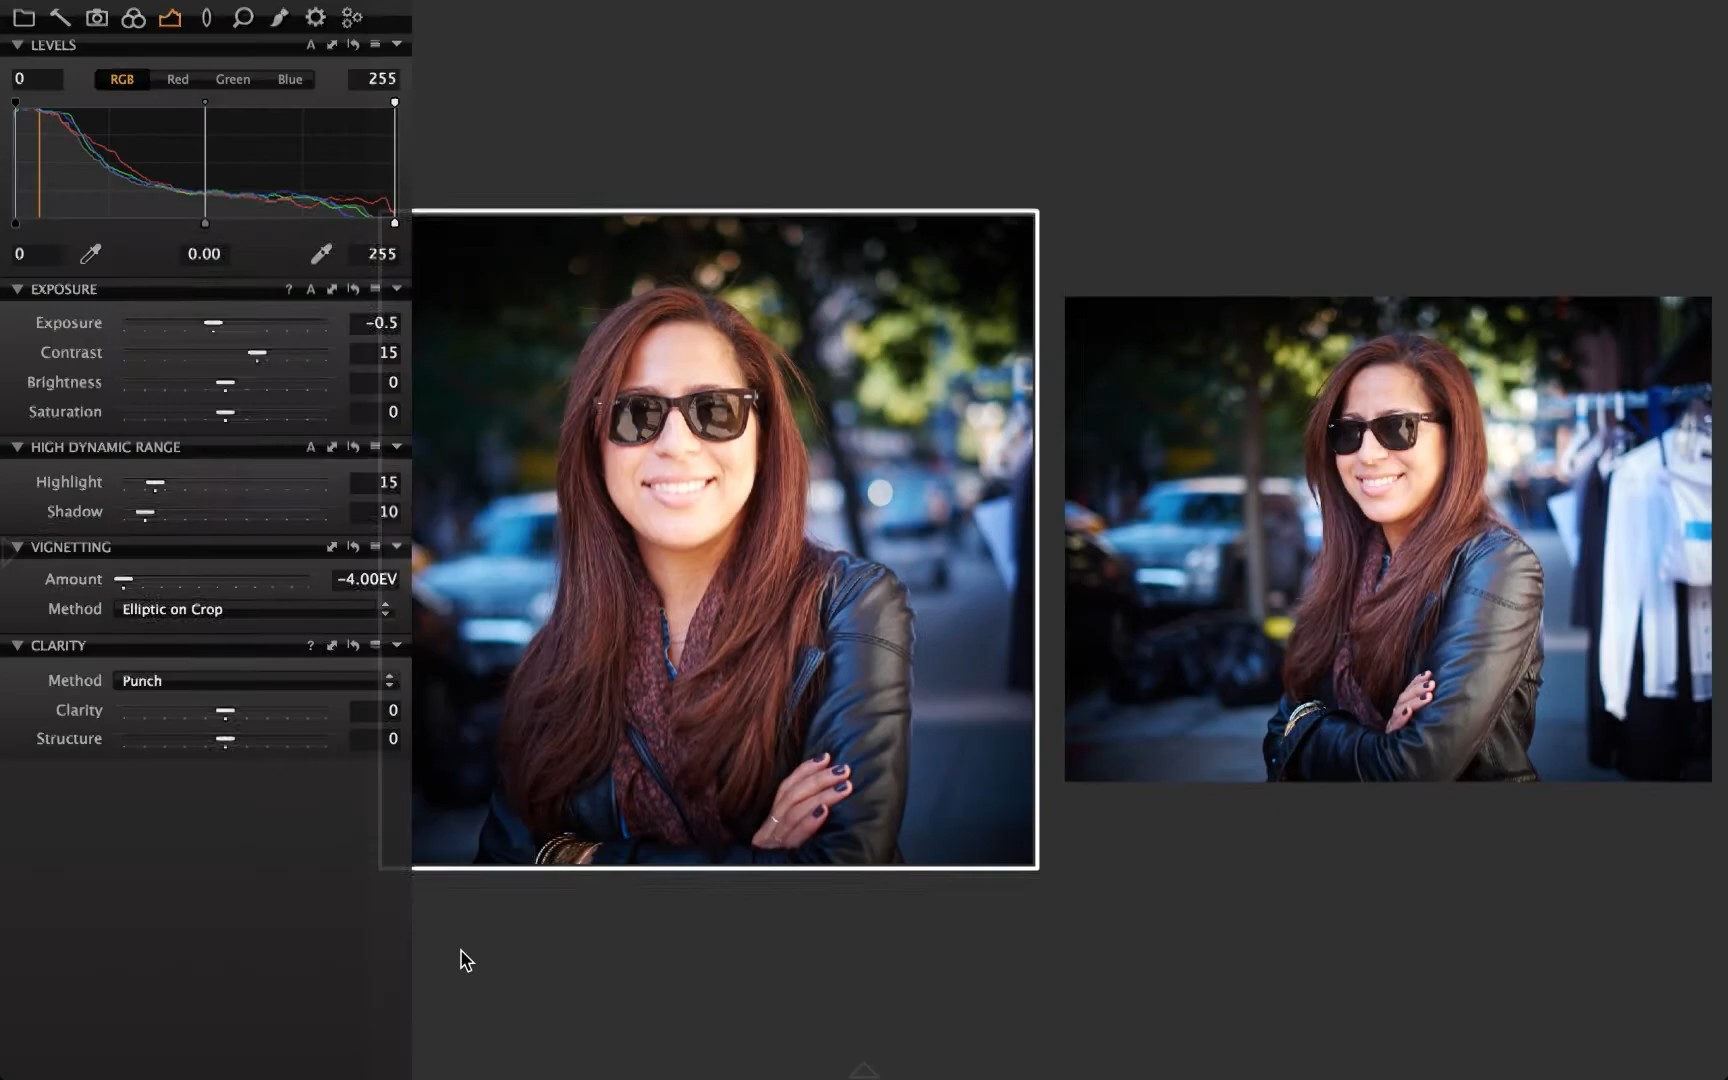 LEVELS A
0 RGB Red Green Blue 255
0 0.00 255
EXPOSURE ? A
Exposure -0.5
Contrast 15
Brightness 0
Saturation 0
HIGH DYNAMIC RANGE A
Highlight 15
Shadow 10
VIGNETTING
Amount -4.00EV
Method Elliptic on Crop
CLARITY ?
Method Punch
Clarity 0
Structure 0